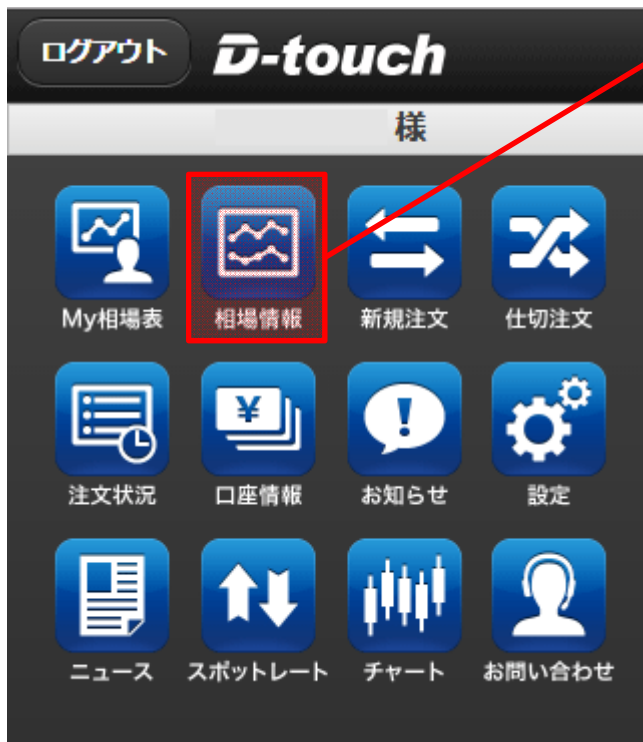 ログアウト D-touch
様
My相場表 相場情報 新規注文 仕切注文
注文状況 口座情報 お知らせ 設定
ニュース スポットレート チャート お問い合わせ